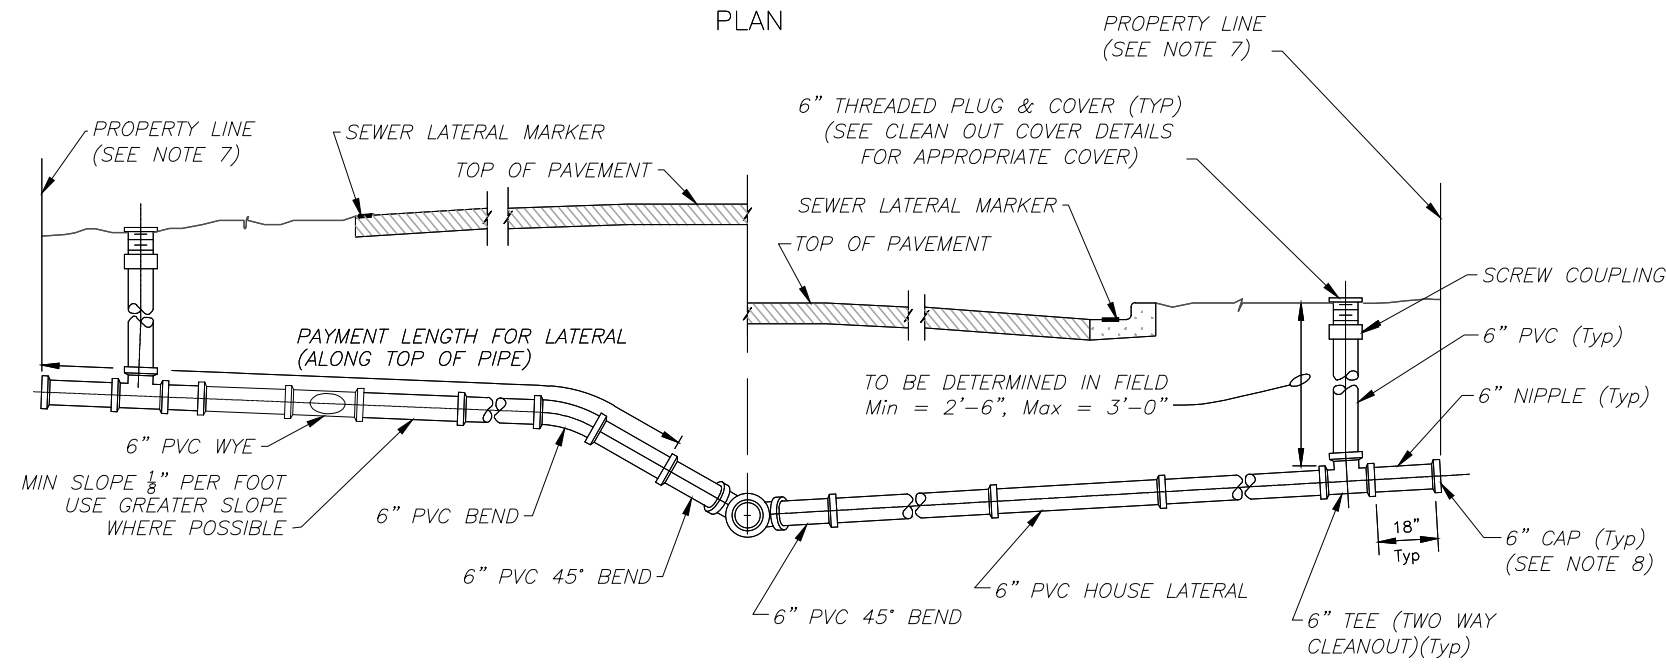 PLAN
PROPERTY LINE
(SEE NOTE 7)
6” THREADED PLUG & COVER (TYP)
(SEE CLEAN OUT COVER DETAILS
FOR APPROPRIATE COVER)
PROPERTY LINE
(SEE NOTE 7)
SEWER LATERAL MARKER
TOP OF PAVEMENT
SEWER LATERAL MARKER
TOP OF PAVEMENT
SCREW COUPLING
PAYMENT LENGTH FOR LATERAL
(ALONG TOP OF PIPE)
6” PVC (Typ)
TO BE DETERMINED IN FIELD
Min = 2’-6”, Max = 3’-0”
6” NIPPLE (Typ)
6” PVC WYE
MIN SLOPE 1/8” PER FOOT
USE GREATER SLOPE
WHERE POSSIBLE
6” PVC BEND
18”
Typ
6” CAP (Typ)
(SEE NOTE 8)
6” PVC 45° BEND
6” PVC HOUSE LATERAL
6” PVC 45° BEND
6” TEE (TWO WAY
CLEANOUT)(Typ)